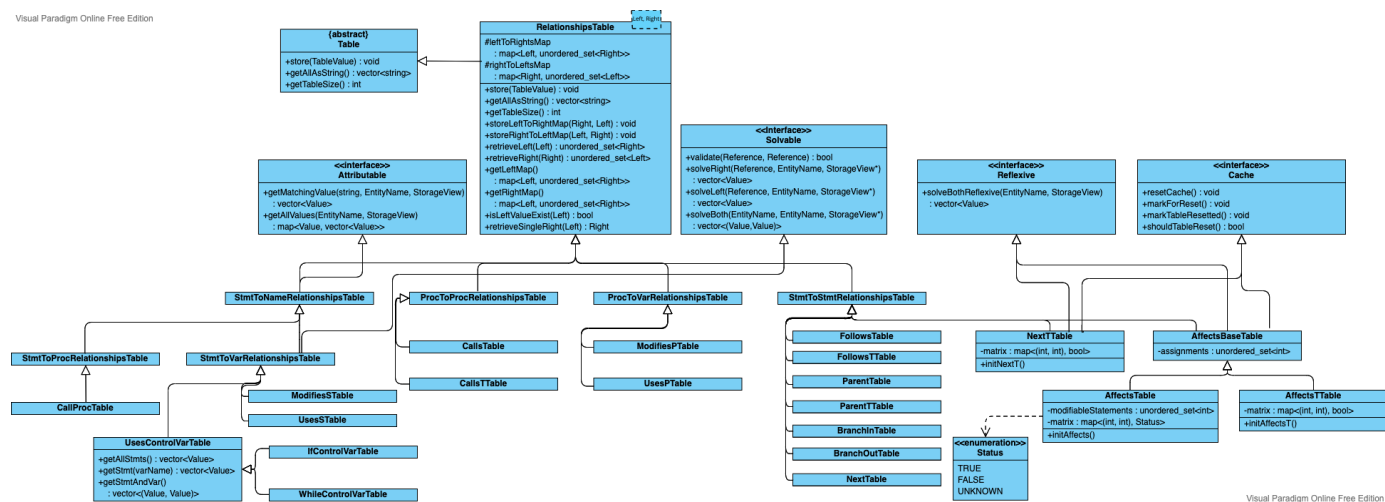 Visual Paradigm Online Free Edition
{abstract}
Table
+store(TableValue) : void
+getAllAsString() : vector<string>
+getTableSize() : int
Left, Right
RelationshipsTable
#leftToRightsMap
: map<Left, unordered_set<Right>>
#rightToLeftsMap
: map<Right, unordered_set<Left>>
+store(TableValue) : void
+getAllAsString() : vector<string>
+getTableSize() : int
+storeLeftToRightMap(Right, Left) : void
+storeRightToLeftMap(Left, Right) : void
+retrieveLeft(Left) : unordered_set<Right>
+retrieveRight(Right) : unordered_set<Left>
+getLeftMap()
: map<Left, unordered_set<Right>>
+getRightMap()
: map<Left, unordered_set<Right>>
+isLeftValueExist(Left) : bool
+retrieveSingleRight(Left) : Right
<<interface>>
Attributable
+getMatchingValue(string, EntityName, StorageView)
: vector<Value>
+getAllValues(EntityName, StorageView)
: map<Value, vector<Value>>
<<interface>>
Solvable
+validate(Reference, Reference) : bool
+solveRight(Reference, EntityName, StorageView*)
: vector<Value>
+solveLeft(Reference, EntityName, StorageView*)
: vector<Value>
+solveBoth(EntityName, EntityName, StorageView*)
: vector<(Value,Value)>
<<interface>>
Reflexive
+solveBothReflexive(EntityName, StorageView)
: vector<Value>
<<interface>>
Cache
+resetCache() : void
+markForReset() : void
+markTableResetted() : void
+shouldTableReset() : bool
StmtToNameRelationshipsTable
ProcToProcRelationshipsTable
ProcToVarRelationshipsTable
StmtToStmtRelationshipsTable
StmtToProcRelationshipsTable
StmtToVarRelationshipsTable
CallsTable
CallsTTable
ModifiesPTable
UsesPTable
FollowsTable
FollowsTTable
ParentTable
ParentTTable
BranchInTable
BranchOutTable
NextTable
NextTTable
-matrix : map<(int, int), bool>
+initNextT()
AffectsBaseTable
-assignments : unordered_set<int>
CallProcTable
ModifiesSTable
UsesSTable
UsesControlVarTable
+getAllStmts() : vector<Value>
+getStmt(varName) : vector<Value>
+getStmtAndVar()
: vector<(Value, Value)>
IfControlVarTable
WhileControlVarTable
AffectsTable
-modifiableStatements : unordered_set<int>
-matrix : map<(int, int), Status>
+initAffects()
AffectsTTable
-matrix : map<(int, int), bool>
+initAffectsT()
<<enumeration>>
Status
TRUE
FALSE
UNKNOWN
Visual Paradigm Online Free Edition